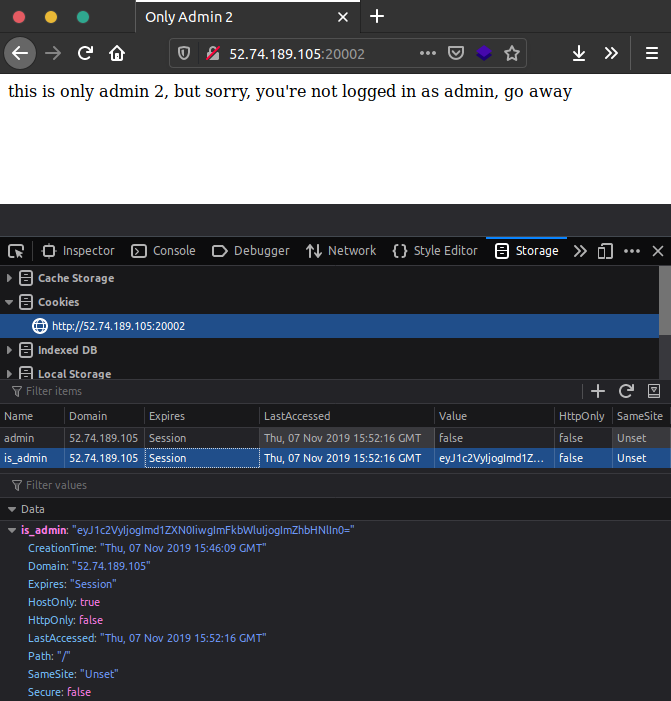 Only Admin 2
52.74.189.105:20002
this is only admin 2, but sorry, you're not logged in as admin, go away
Inspector Console Debugger Network Style Editor Storage
Cache Storage
Cookies
http://52.74.189.105:20002
Indexed DB
Local Storage
Filter items
Name Domain Expires LastAccessed Value HttpOnly SameSite
admin 52.74.189.105 Session Thu, 07 Nov 2019 15:52:16 GMT false false Unset
is_admin 52.74.189.105 Session Thu, 07 Nov 2019 15:52:16 GMT eyJ1c2VyIjogImd1Z... false Unset
Filter values
Data
is_admin: "eyJ1c2VyIjogImd1ZXN0IiwgImFkbWluIjogImZhbHNlIn0="
CreationTime: "Thu, 07 Nov 2019 15:46:09 GMT"
Domain: "52.74.189.105"
Expires: "Session"
HostOnly: true
HttpOnly: false
LastAccessed: "Thu, 07 Nov 2019 15:52:16 GMT"
Path: "/"
SameSite: "Unset"
Secure: false